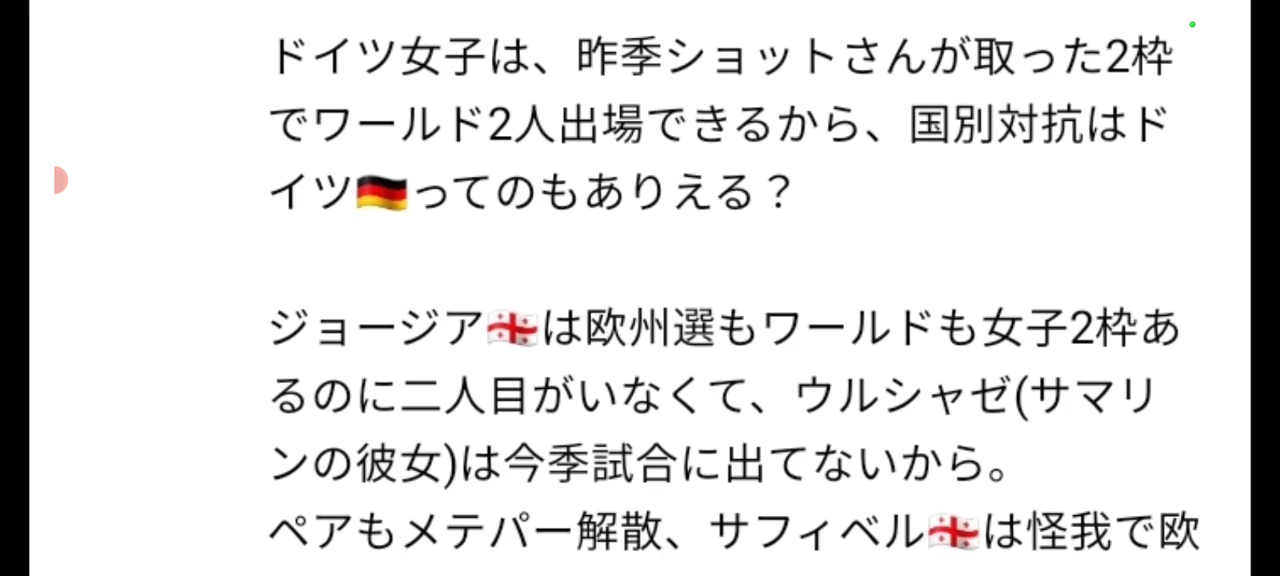 ドイツ女子は、昨季ショットさんが取った2枠
でワールド2人出場できるから、国別対抗はド
イツ🇩🇪ってのもありえる？
ジョージア🇬🇪は欧州選もワールドも女子2枠あ
るのに二人目がいなくて、ウルシャゼ(サマリ
ンの彼女)は今季試合に出てないから。
ペアもメテパー解散、サフィベル🇬🇪は怪我で欧